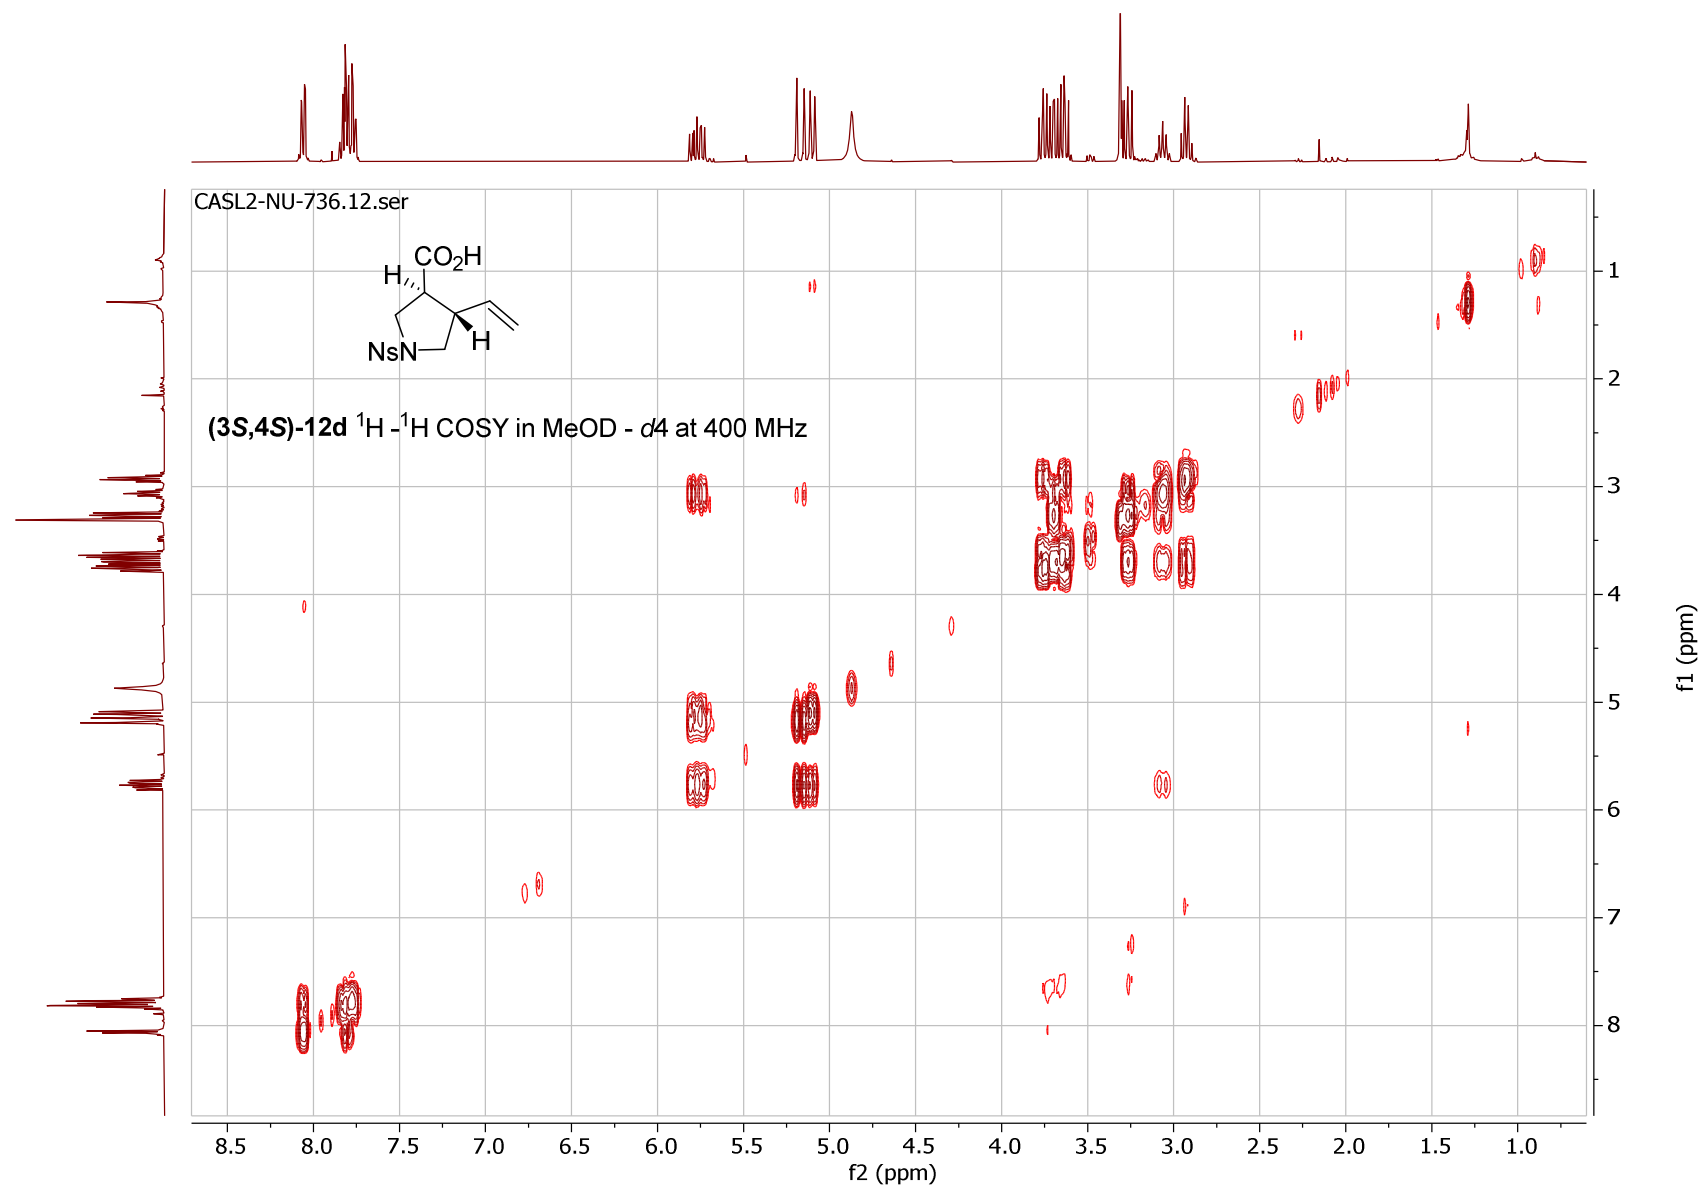 CASL2-NU-736.12.ser
CO₂H
H
H
NsN
(3S,4S)-12d ¹H -¹H COSY in MeOD - d4 at 400 MHz
1
2
3
4
5
6
7
8
f1 (ppm)
8.5 8.0 7.5 7.0 6.5 6.0 5.5 5.0 4.5 4.0 3.5 3.0 2.5 2.0 1.5 1.0
f2 (ppm)